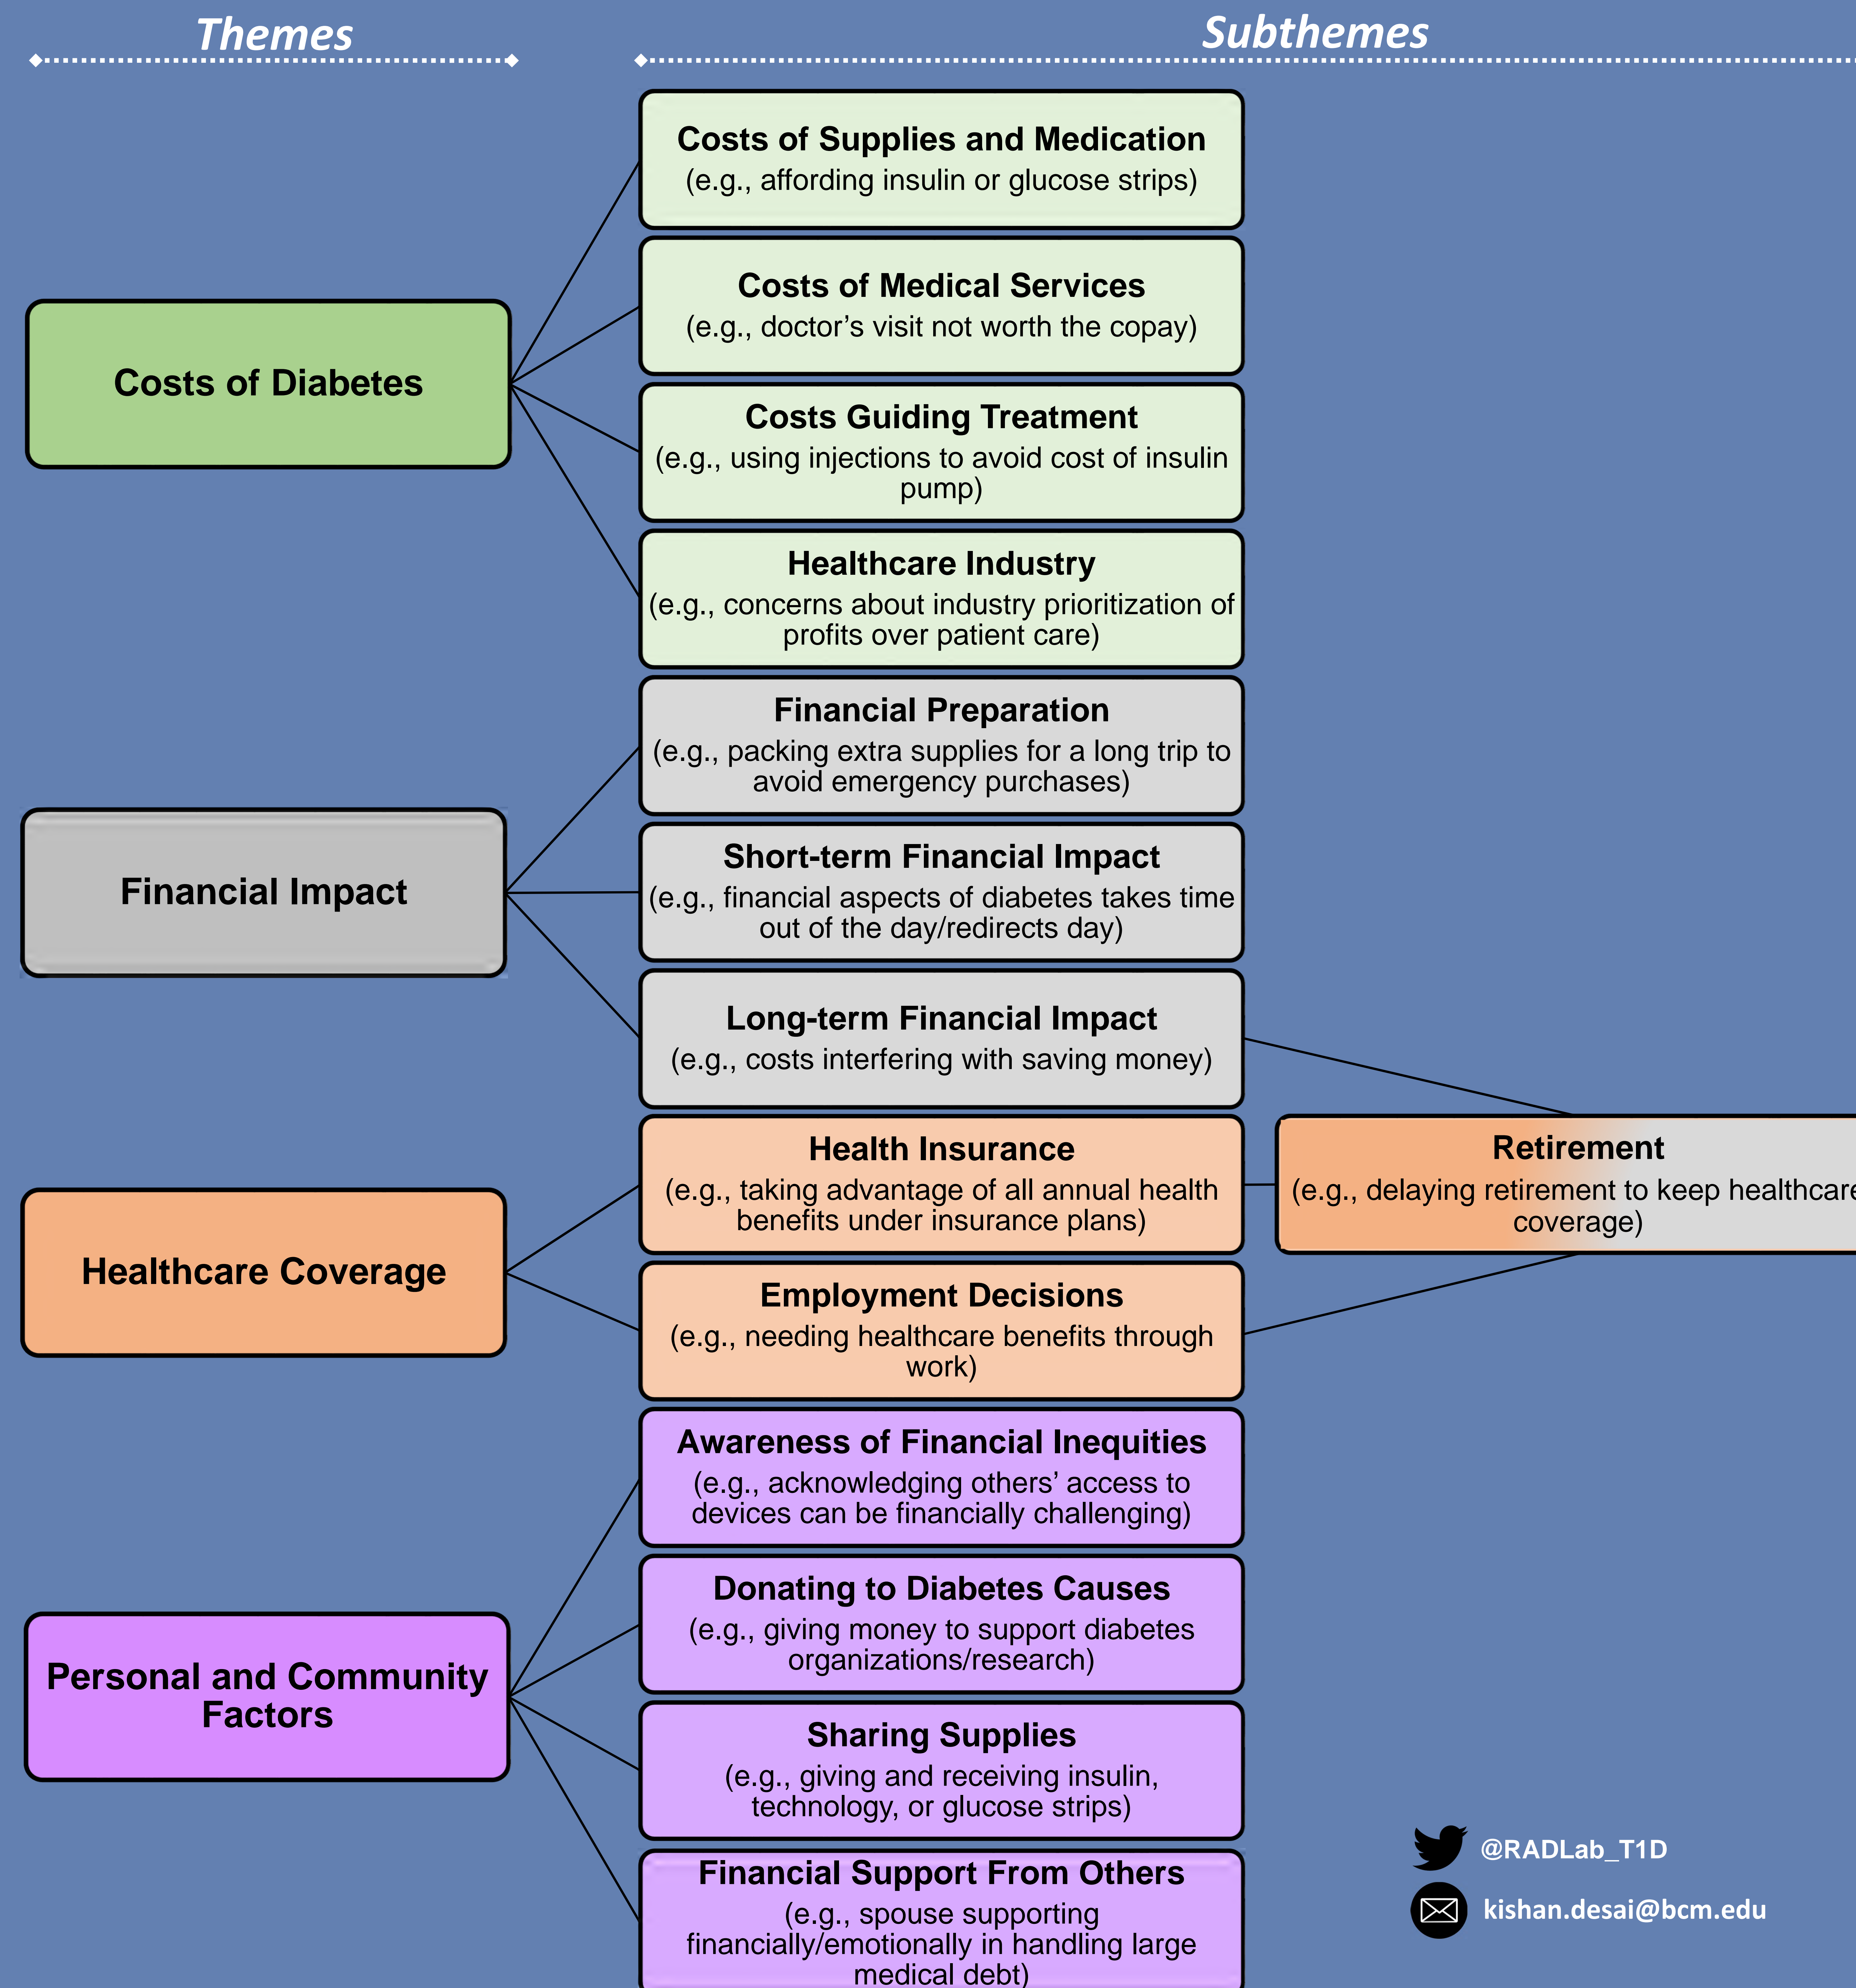 Themes
Subthemes
Costs of Diabetes
Costs of Supplies and Medication
(e.g., affording insulin or glucose strips)
Costs of Medical Services
(e.g., doctor’s visit not worth the copay)
Costs Guiding Treatment
(e.g., using injections to avoid cost of insulin
pump)
Healthcare Industry
(e.g., concerns about industry prioritization of
profits over patient care)
Financial Impact
Financial Preparation
(e.g., packing extra supplies for a long trip to
avoid emergency purchases)
Short-term Financial Impact
(e.g., financial aspects of diabetes takes time
out of the day/redirects day)
Long-term Financial Impact
(e.g., costs interfering with saving money)
Healthcare Coverage
Health Insurance
(e.g., taking advantage of all annual health
benefits under insurance plans)
Employment Decisions
(e.g., needing healthcare benefits through
work)
Retirement
(e.g., delaying retirement to keep healthcare
coverage)
Personal and Community
Factors
Awareness of Financial Inequities
(e.g., acknowledging others’ access to
devices can be financially challenging)
Donating to Diabetes Causes
(e.g., giving money to support diabetes
organizations/research)
Sharing Supplies
(e.g., giving and receiving insulin,
technology, or glucose strips)
Financial Support From Others
(e.g., spouse supporting
financially/emotionally in handling large
medical debt)
@RADLab_T1D
kishan.desai@bcm.edu